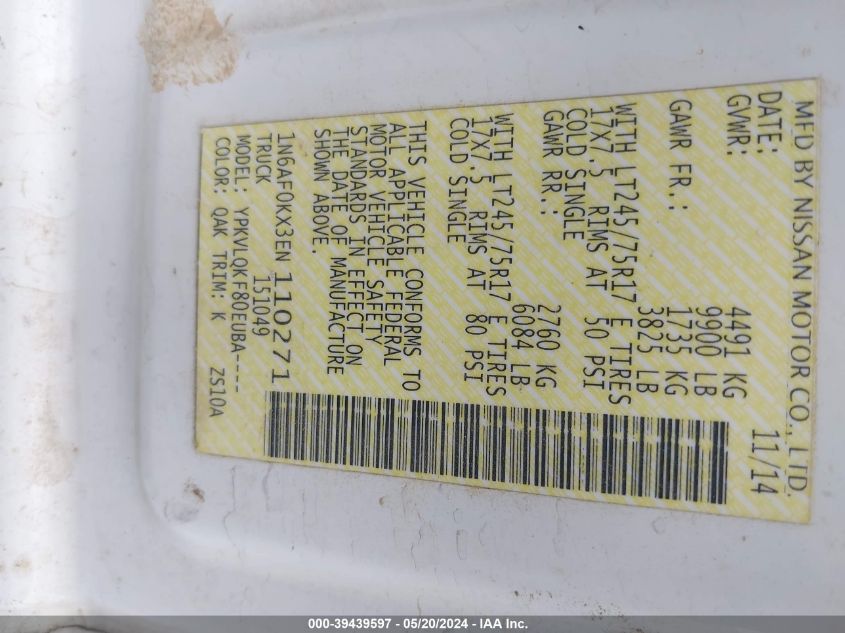 MFD BY NISSAN MOTOR CO., LTD.
DATE: 11/14
GVWR: 4491 KG
9900 LB
GAWR FR.: 1735 KG
3825 LB
WITH LT245/75R17 E TIRES
17X7.5 RIMS AT 50 PSI
COLD SINGLE
GAWR RR.: 2760 KG
6084 LB
WITH LT245/75R17 E TIRES
17X7.5 RIMS AT 80 PSI
COLD SINGLE
THIS VEHICLE CONFORMS TO
ALL APPLICABLE FEDERAL
MOTOR VEHICLE SAFETY
STANDARDS IN EFFECT ON
THE DATE OF MANUFACTURE
SHOWN ABOVE.
1N6AF0KX3EN110271
TRUCK 151049
MODEL: YPKVLQKF80EUBA----
COLOR: QAK TRIM: K ZS10A
000-39439597 - 05/20/2024 - IAA Inc.